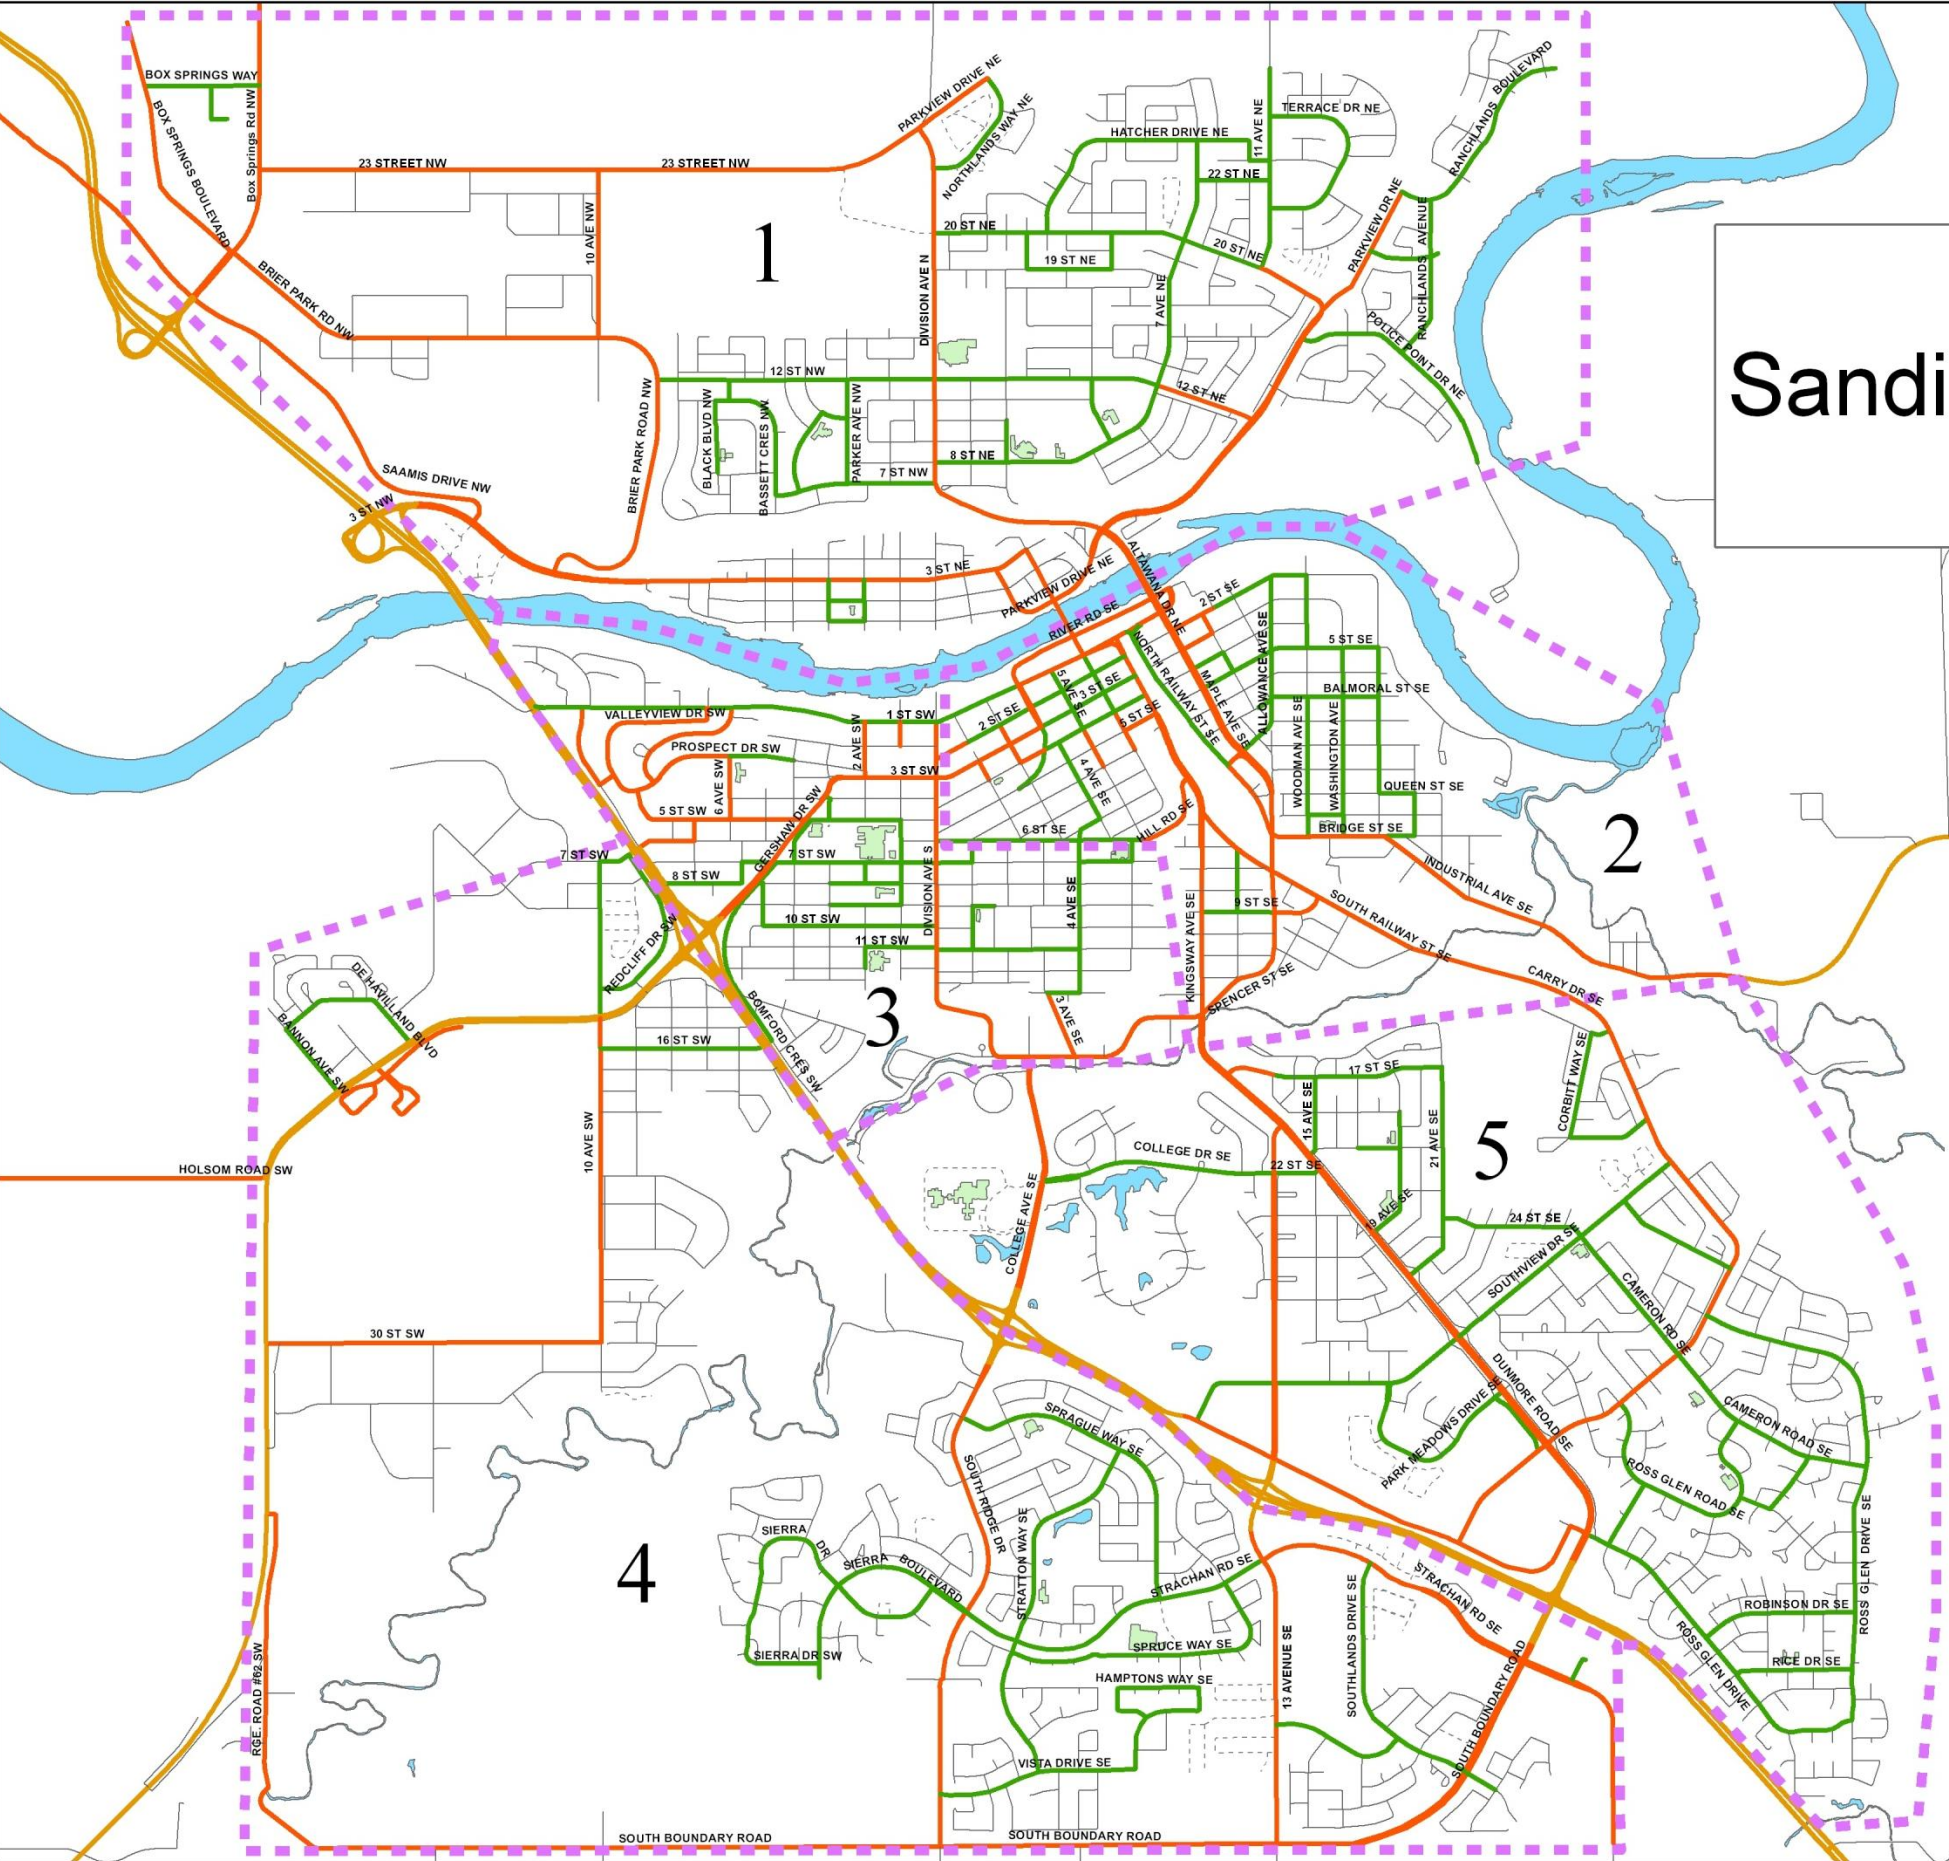 BOX SPRINGS WAY
BOX SPRINGS BOULEVARD
Box Springs Rd NW
23 STREET NW
23 STREET NW
PARKVIEW DRIVE NE
NORTHLANDS WAY NE
HATCHER DRIVE NE
11 AVE NE
TERRACE DR NE
RANCHLANDS BOULEVARD
22 ST NE
10 AVE NW
1
20 ST NE
20 ST NE
19 ST NE
PARKVIEW DR NE
RANCHLANDS AVENUE
BRIER PARK RD NW
DIVISION AVE N
7 AVE NE
POLICE POINT DR NE
Sandi
12 ST NW
12 ST NE
BRIER PARK ROAD NW
BLACK BLVD NW
BASSETT CRES NW
PARKER AVE NW
8 ST NE
7 ST NW
SAAMIS DRIVE NW
3 ST NW
3 ST NE
PARKVIEW DRIVE NE
ALTAWANA DR NE
RIVER RD SE
2 ST SE
5 ST SE
NORTH RAILWAY ST SE
MAPLE AVE SE
ALLOWANCE AVE SE
BALMORAL ST SE
WOODMAN AVE SE
WASHINGTON AVE
QUEEN ST SE
BRIDGE ST SE
5 AVE SE
3 ST SE
2 ST SE
5 ST SE
4 AVE SE
6 ST SE
HILL RD SE
VALLEYVIEW DR SW
1 ST SW
2 AVE SW
PROSPECT DR SW
3 ST SW
6 AVE SW
5 ST SW
GERSHAW DR SW
7 ST SW
7 ST SW
8 ST SW
10 ST SW
11 ST SW
DIVISION AVE S
4 AVE SE
KINGSWAY AVE SE
9 ST SE
2
INDUSTRIAL AVE SE
SOUTH RAILWAY ST SE
CARRY DR SE
SPENCER ST SE
3 AVE SE
3
REDCLIFF DR SW
DE HAVILLAND BLVD
BANNON AVE SW
16 ST SW
BOMFORD CRES SW
10 AVE SW
HOLSOM ROAD SW
17 ST SE
15 AVE SE
CORBITT WAY SE
21 AVE SE
5
COLLEGE DR SE
22 ST SE
COLLEGE AVE SE
19 AVE SE
24 ST SE
SOUTHVIEW DR SE
CAMERON RD SE
30 ST SW
DUNMORE ROAD SE
PARK MEADOWS DRIVE SE
CAMERON ROAD SE
ROSS GLEN ROAD SE
SPRAGUE WAY SE
SOUTH RIDGE DR
STRATTON WAY SE
4
SIERRA DR
SIERRA BOULEVARD
SIERRA DR SW
STRACHAN RD SE
STRACHAN RD SE
SPRUCE WAY SE
HAMPTONS WAY SE
13 AVENUE SE
SOUTHLANDS DRIVE SE
SOUTH BOUNDARY ROAD
ROSS GLEN DRIVE
ROBINSON DR SE
RICE DR SE
ROSS GLEN DRIVE SE
VISTA DRIVE SE
RGE. ROAD #62 SW
SOUTH BOUNDARY ROAD
SOUTH BOUNDARY ROAD